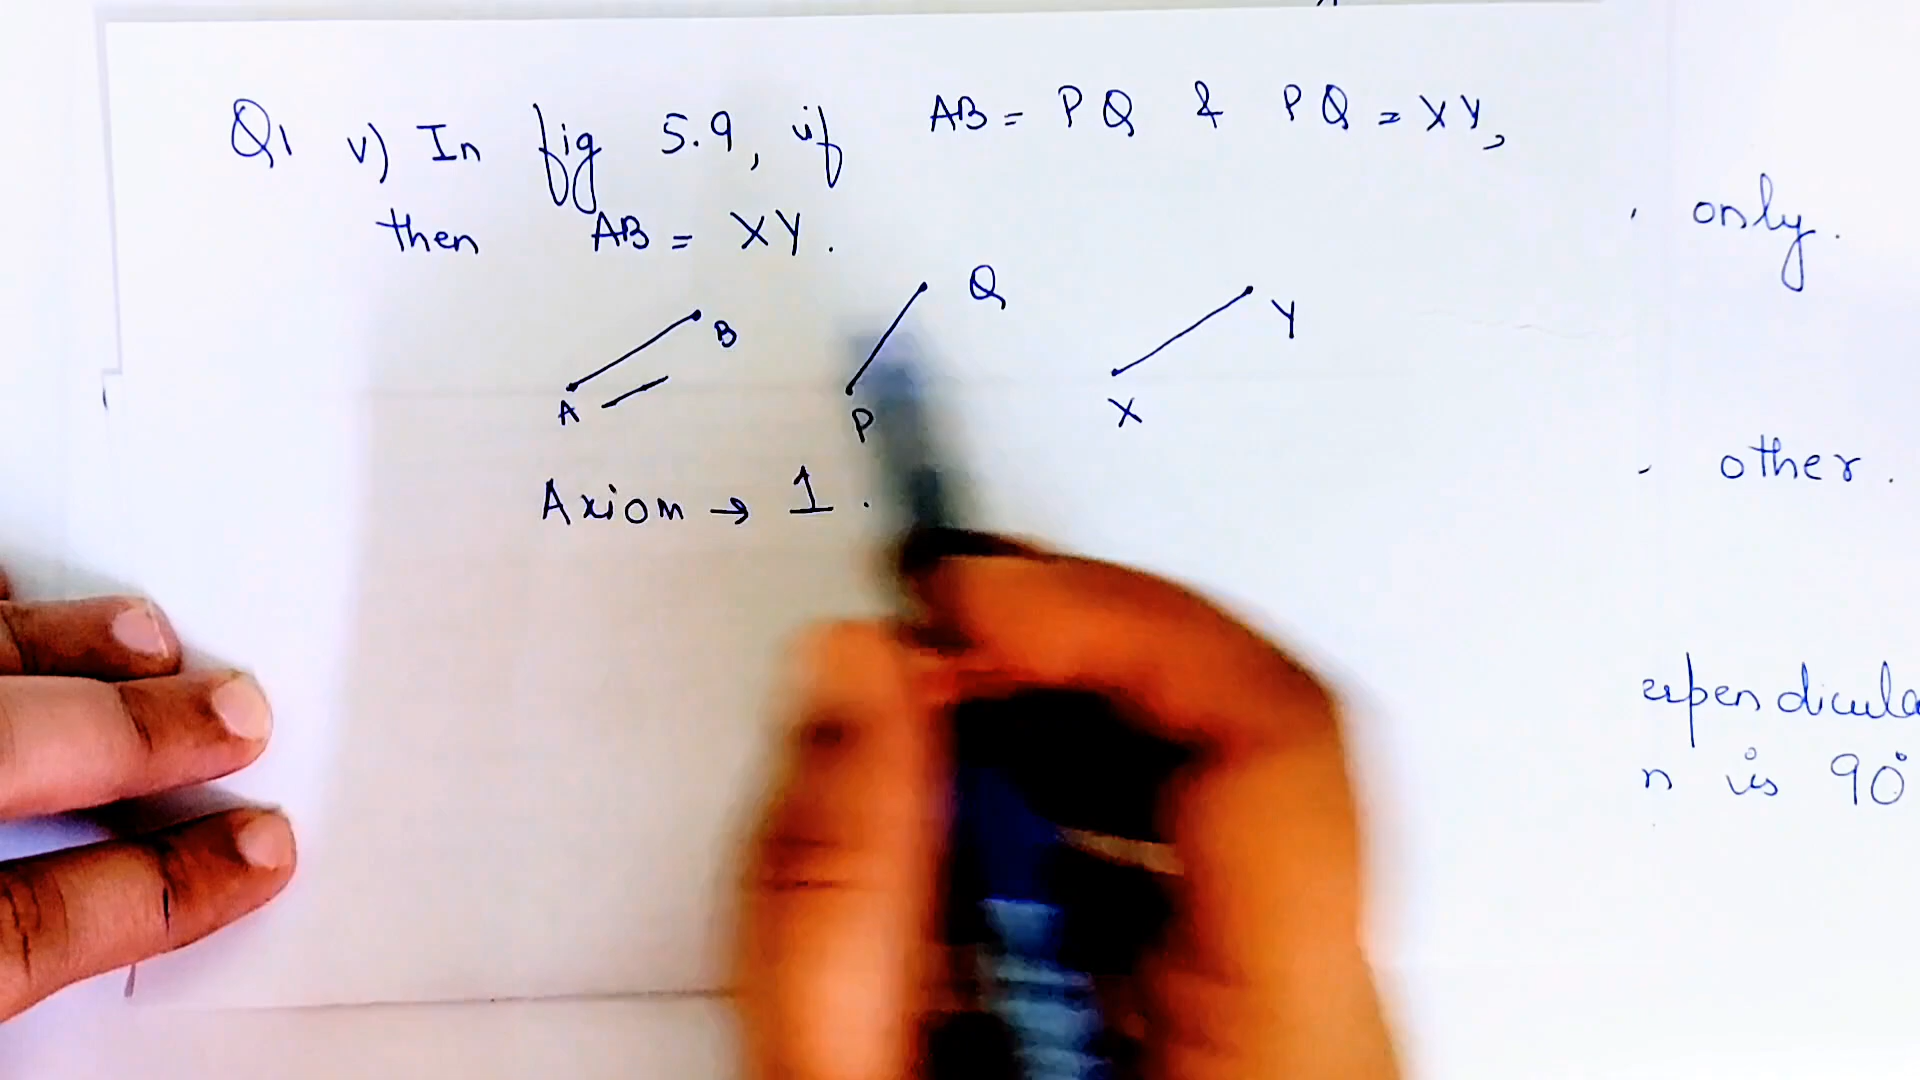 Q1 v) In fig 5.9, if AB = PQ & PQ = XY,
then AB = XY.
only.
B Q Y
A P X
other.
Axiom → 1.
n is 90°